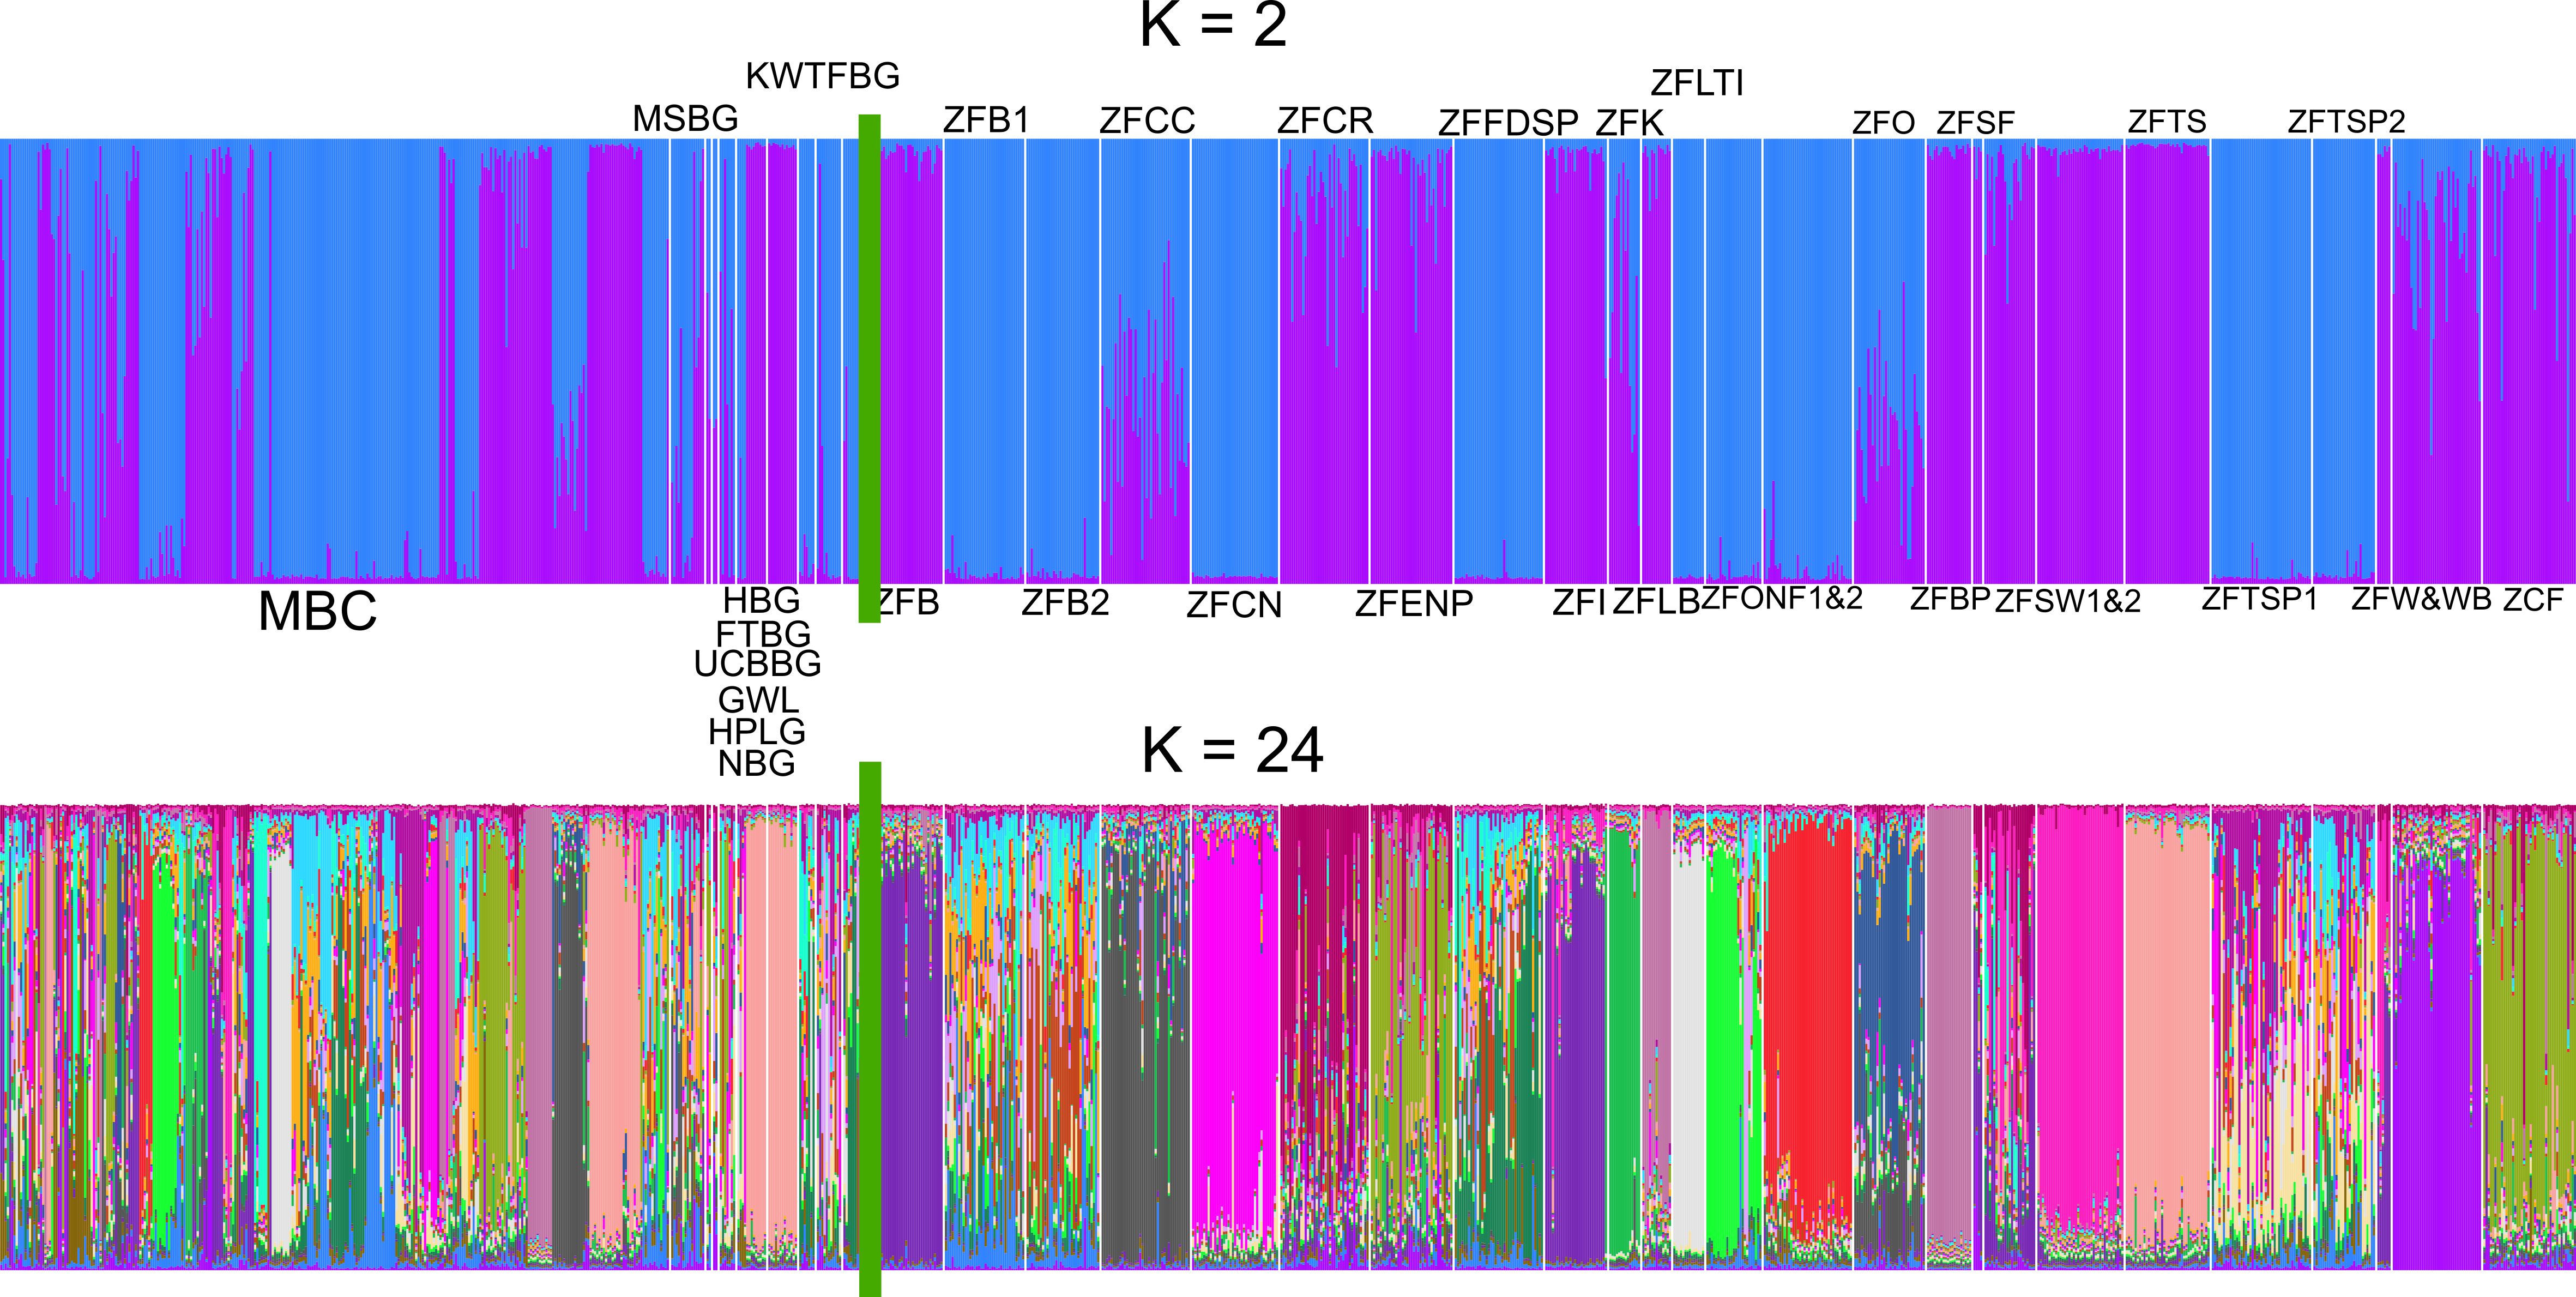 K = 2
KWTFBG
ZFLTI
MSBG
ZFB1
ZFCC
ZFCR
ZFFDSP
ZFK
ZFO
ZFSF
ZFTS
ZFTSP2
MBC
HBG
FTBG
UCBBG
GWL
HPLG
NBG
ZFB
ZFB2
ZFCN
ZFENP
ZFI
ZFLB
ZFONF1&2
ZFBP
ZFSW1&2
ZFTSP1
ZFW&WB
ZCF
K = 24